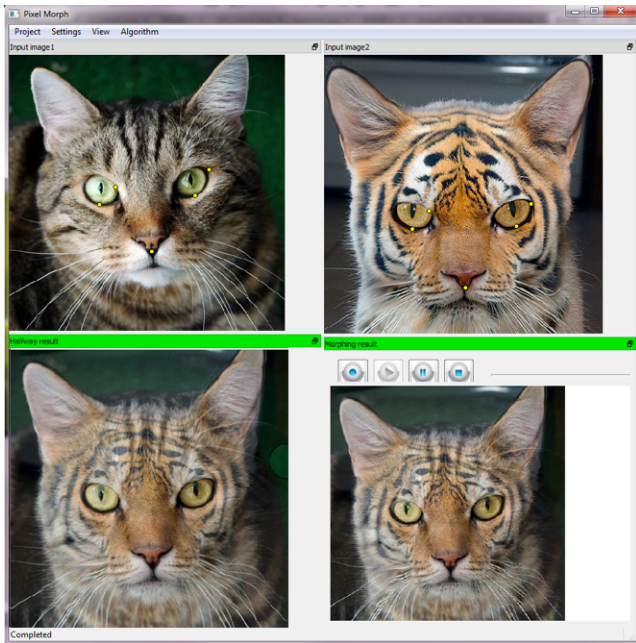 Pixel Morph
Project Settings View Algorithm
Input image1
Input image2
Halfway result
Morphing result
Completed